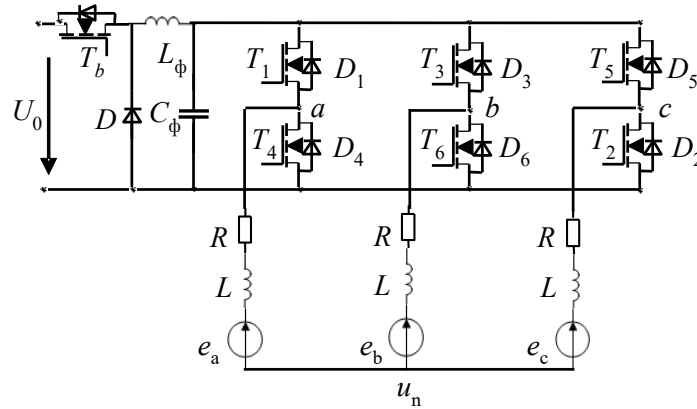 T_b
L_ф
T_1
D_1
T_3
D_3
T_5
D_5
U_0
D
C_ф
a
b
c
T_4
D_4
T_6
D_6
T_2
D_2
R
R
R
L
L
L
e_a
e_b
e_c
u_n